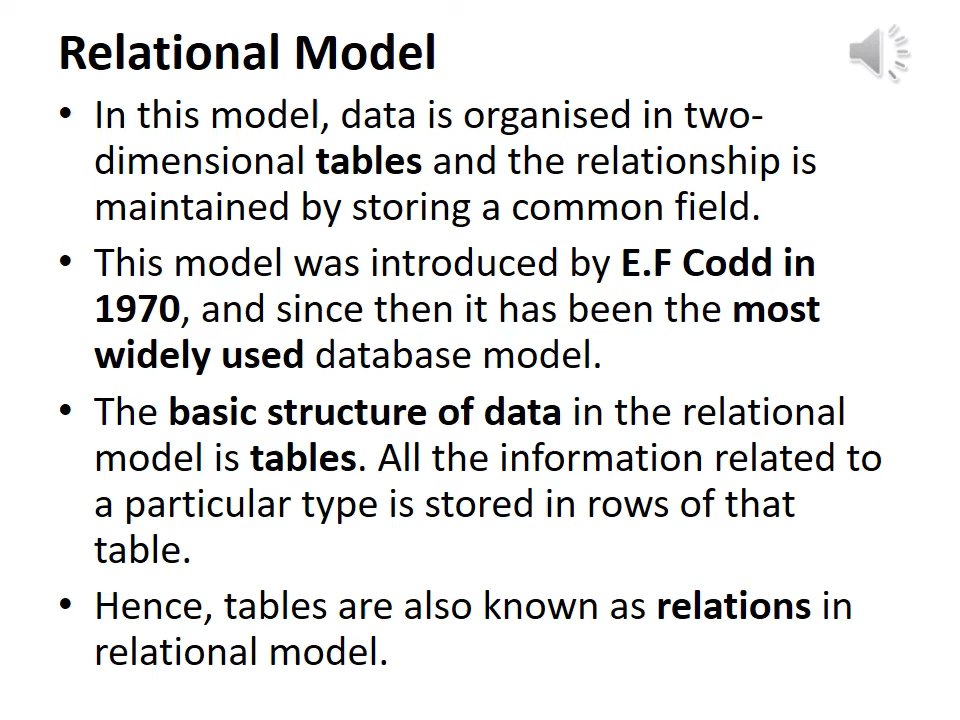 Relational Model
• In this model, data is organised in two-
dimensional tables and the relationship is
maintained by storing a common field.
• This model was introduced by E.F Codd in
1970, and since then it has been the most
widely used database model.
• The basic structure of data in the relational
model is tables. All the information related to
a particular type is stored in rows of that
table.
• Hence, tables are also known as relations in
relational model.